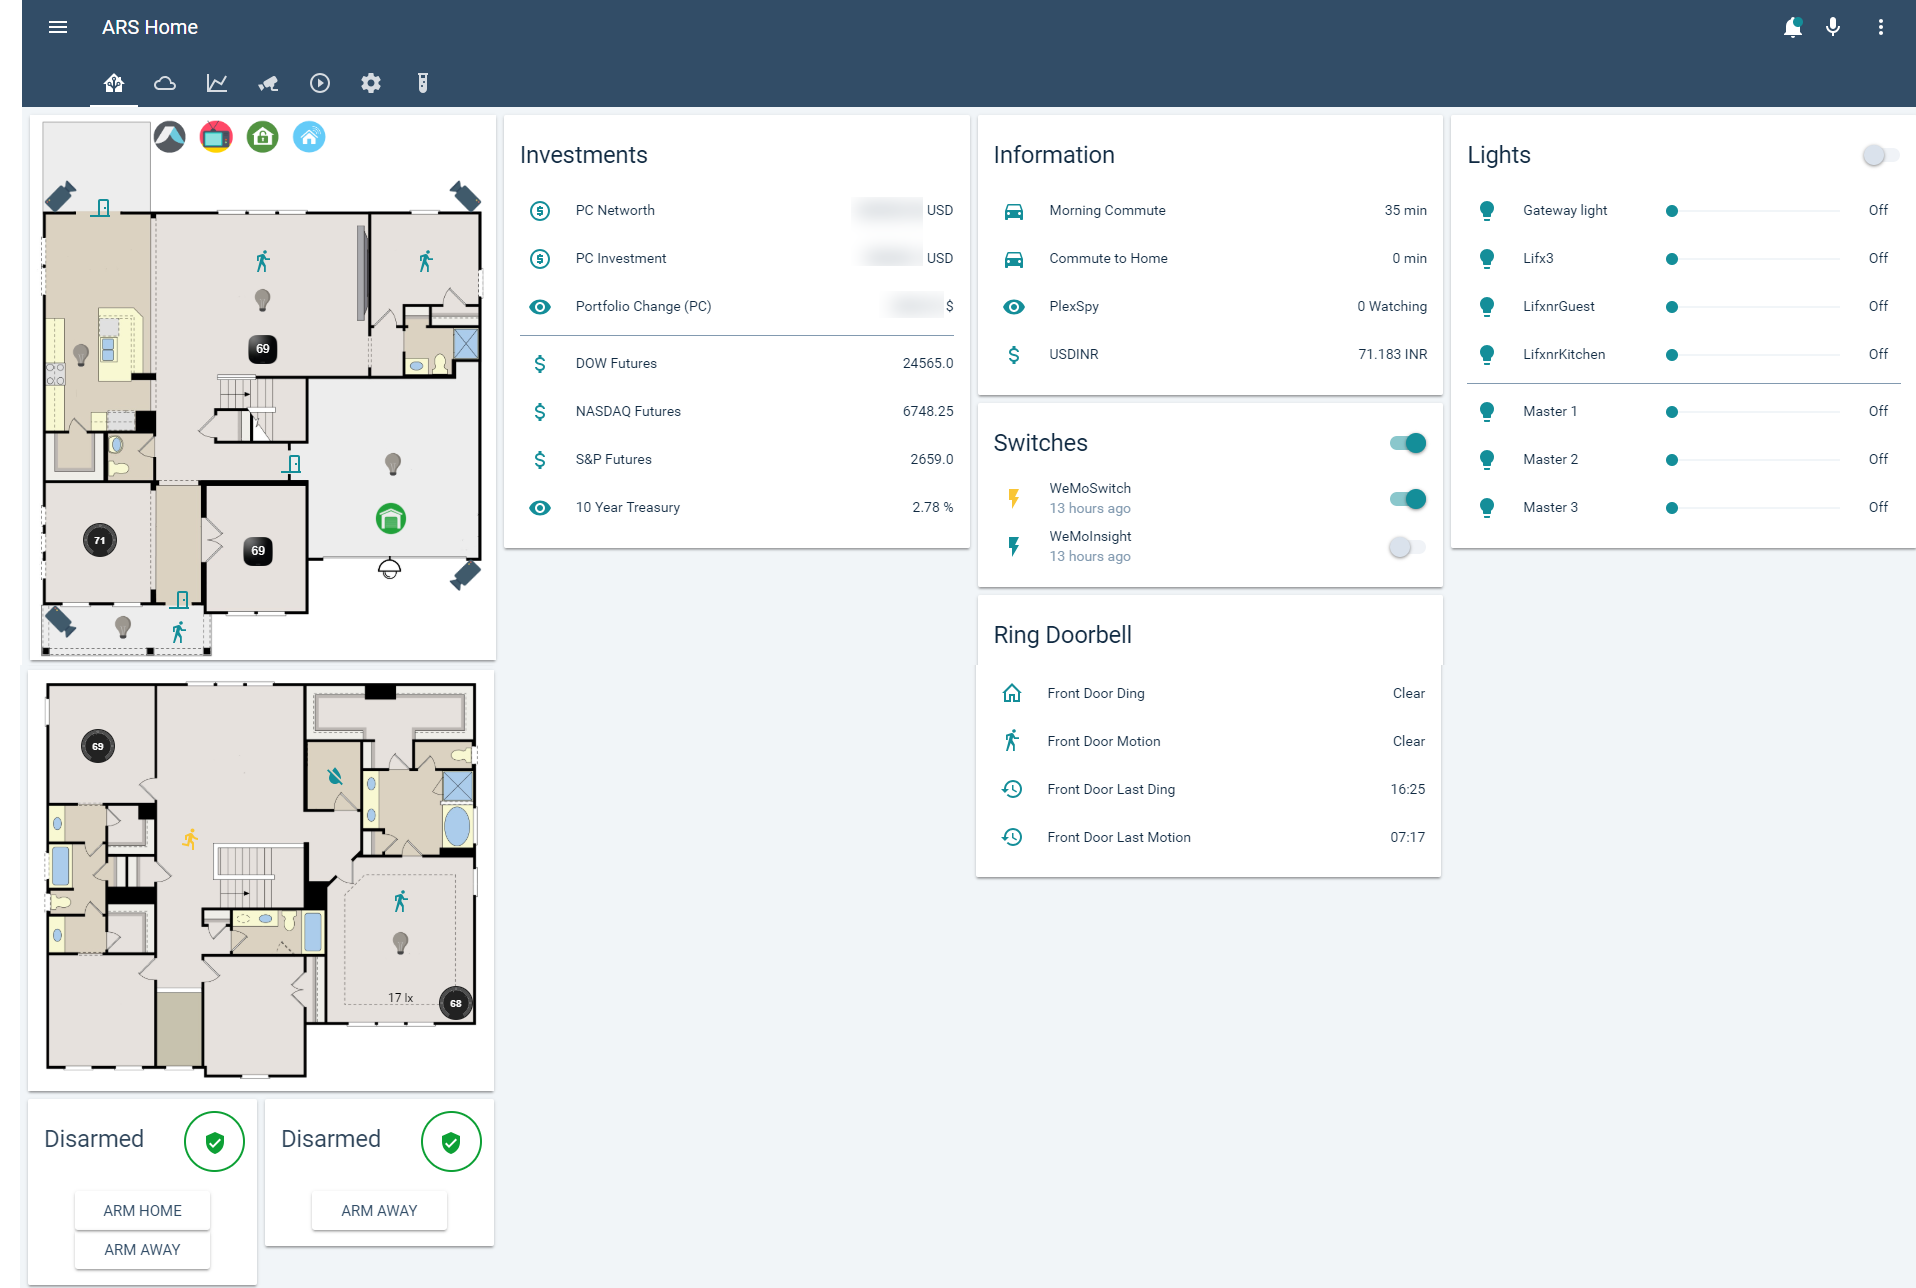 ARS Home
69
69
71
69
17 lx
68
Disarmed
ARM HOME
ARM AWAY
Disarmed
ARM AWAY
Investments
PC Networth USD
PC Investment USD
Portfolio Change (PC) $
DOW Futures 24565.0
NASDAQ Futures 6748.25
S&P Futures 2659.0
10 Year Treasury 2.78 %
Information
Morning Commute 35 min
Commute to Home 0 min
PlexSpy 0 Watching
USDINR 71.183 INR
Switches
WeMoSwitch
13 hours ago
WeMoInsight
13 hours ago
Ring Doorbell
Front Door Ding Clear
Front Door Motion Clear
Front Door Last Ding 16:25
Front Door Last Motion 07:17
Lights
Gateway light Off
Lifx3 Off
LifxnrGuest Off
LifxnrKitchen Off
Master 1 Off
Master 2 Off
Master 3 Off